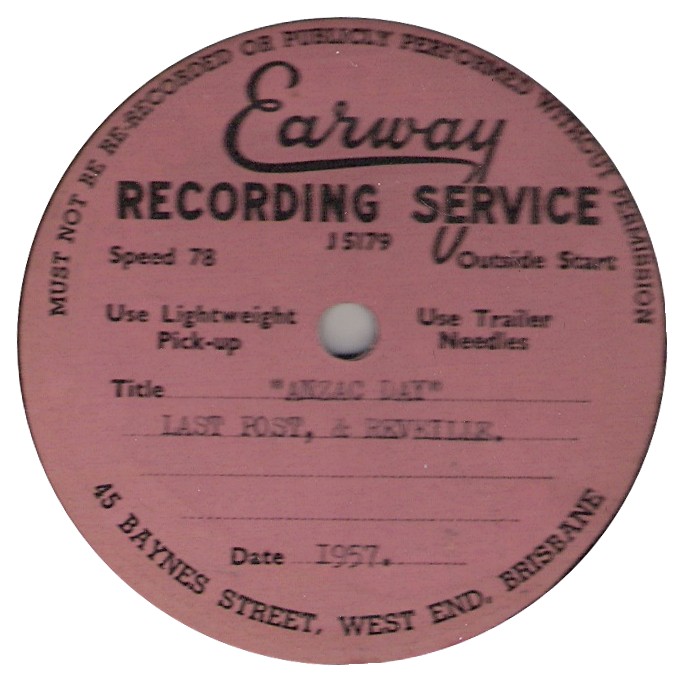 MUST NOT BE RE-RECORDED OR PUBLICLY PERFORMED WITHOUT PERMISSION
Earway
RECORDING SERVICE
J5179
Speed 78
Outside Start
Use Lightweight Pick-up
Use Trailer Needles
Title "ANZAC DAY"
LAST POST, & REVEILLE.
Date 1957.
45 BAYNES STREET, WEST END, BRISBANE